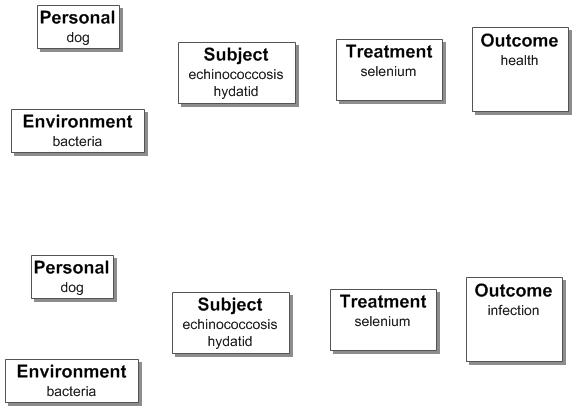 Personal
dog
Environment
bacteria
Subject
echinococcosis
hydatid
Treatment
selenium
Outcome
health
Personal
dog
Environment
bacteria
Subject
echinococcosis
hydatid
Treatment
selenium
Outcome
infection